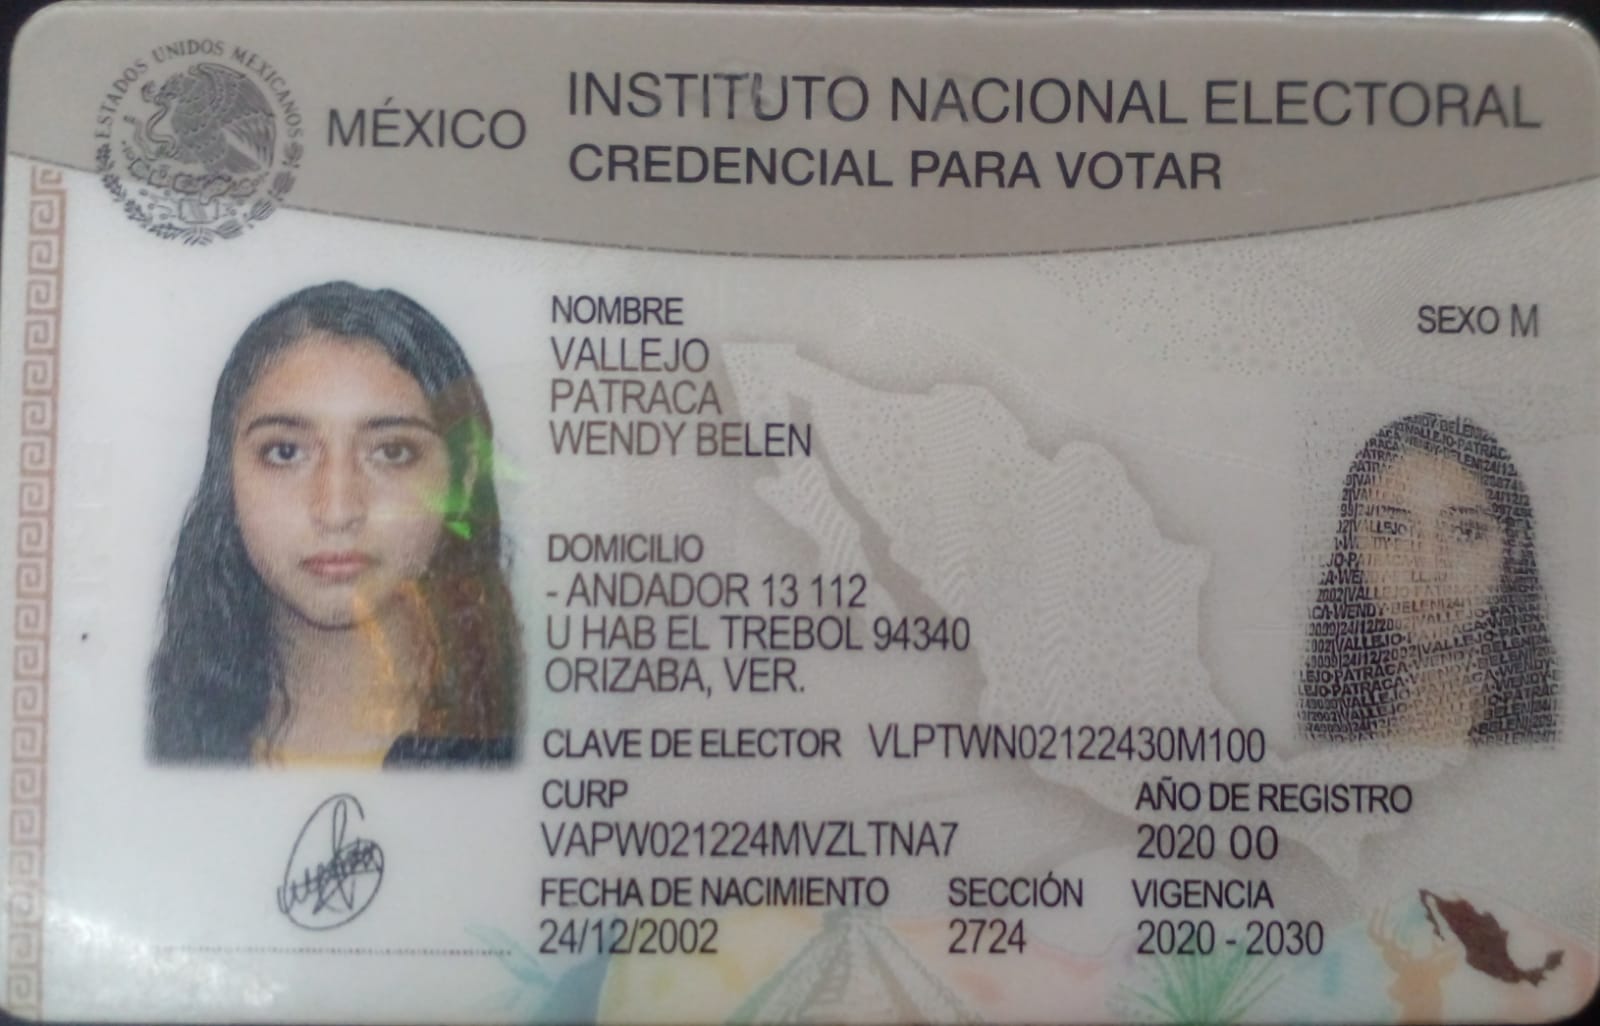 ESTADOS UNIDOS MEXICANOS
MÉXICO
INSTITUTO NACIONAL ELECTORAL
CREDENCIAL PARA VOTAR
NOMBRE
VALLEJO
PATRACA
WENDY BELEN
SEXO M
DOMICILIO
- ANDADOR 13 112
U HAB EL TREBOL 94340
ORIZABA, VER.
CLAVE DE ELECTOR VLPTWN02122430M100
CURP
VAPW021224MVZLTNA7
AÑO DE REGISTRO
2020 00
FECHA DE NACIMIENTO
24/12/2002
SECCIÓN
2724
VIGENCIA
2020 - 2030